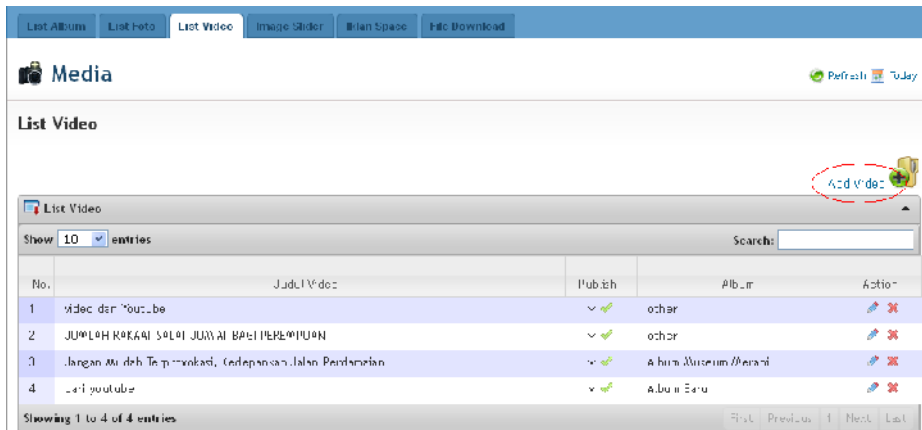 List Album List Foto List Video Image Slider Iklan Space File Download
Media
Refresh Today
List Video
Add Video
List Video
Show 10 entries Search:
No. Judul Video Publish Album Action
1 video dari Youtube other
2 JUMLAH RAKAAT SALAT JUM'AT BAGI PEREMPUAN other
3 Jangan Mudah Terprovokasi, Kedepankan Jalan Perdamaian Album Museum Merapi
4 Dari youtube Album Baru
Showing 1 to 4 of 4 entries First Previous 1 Next Last